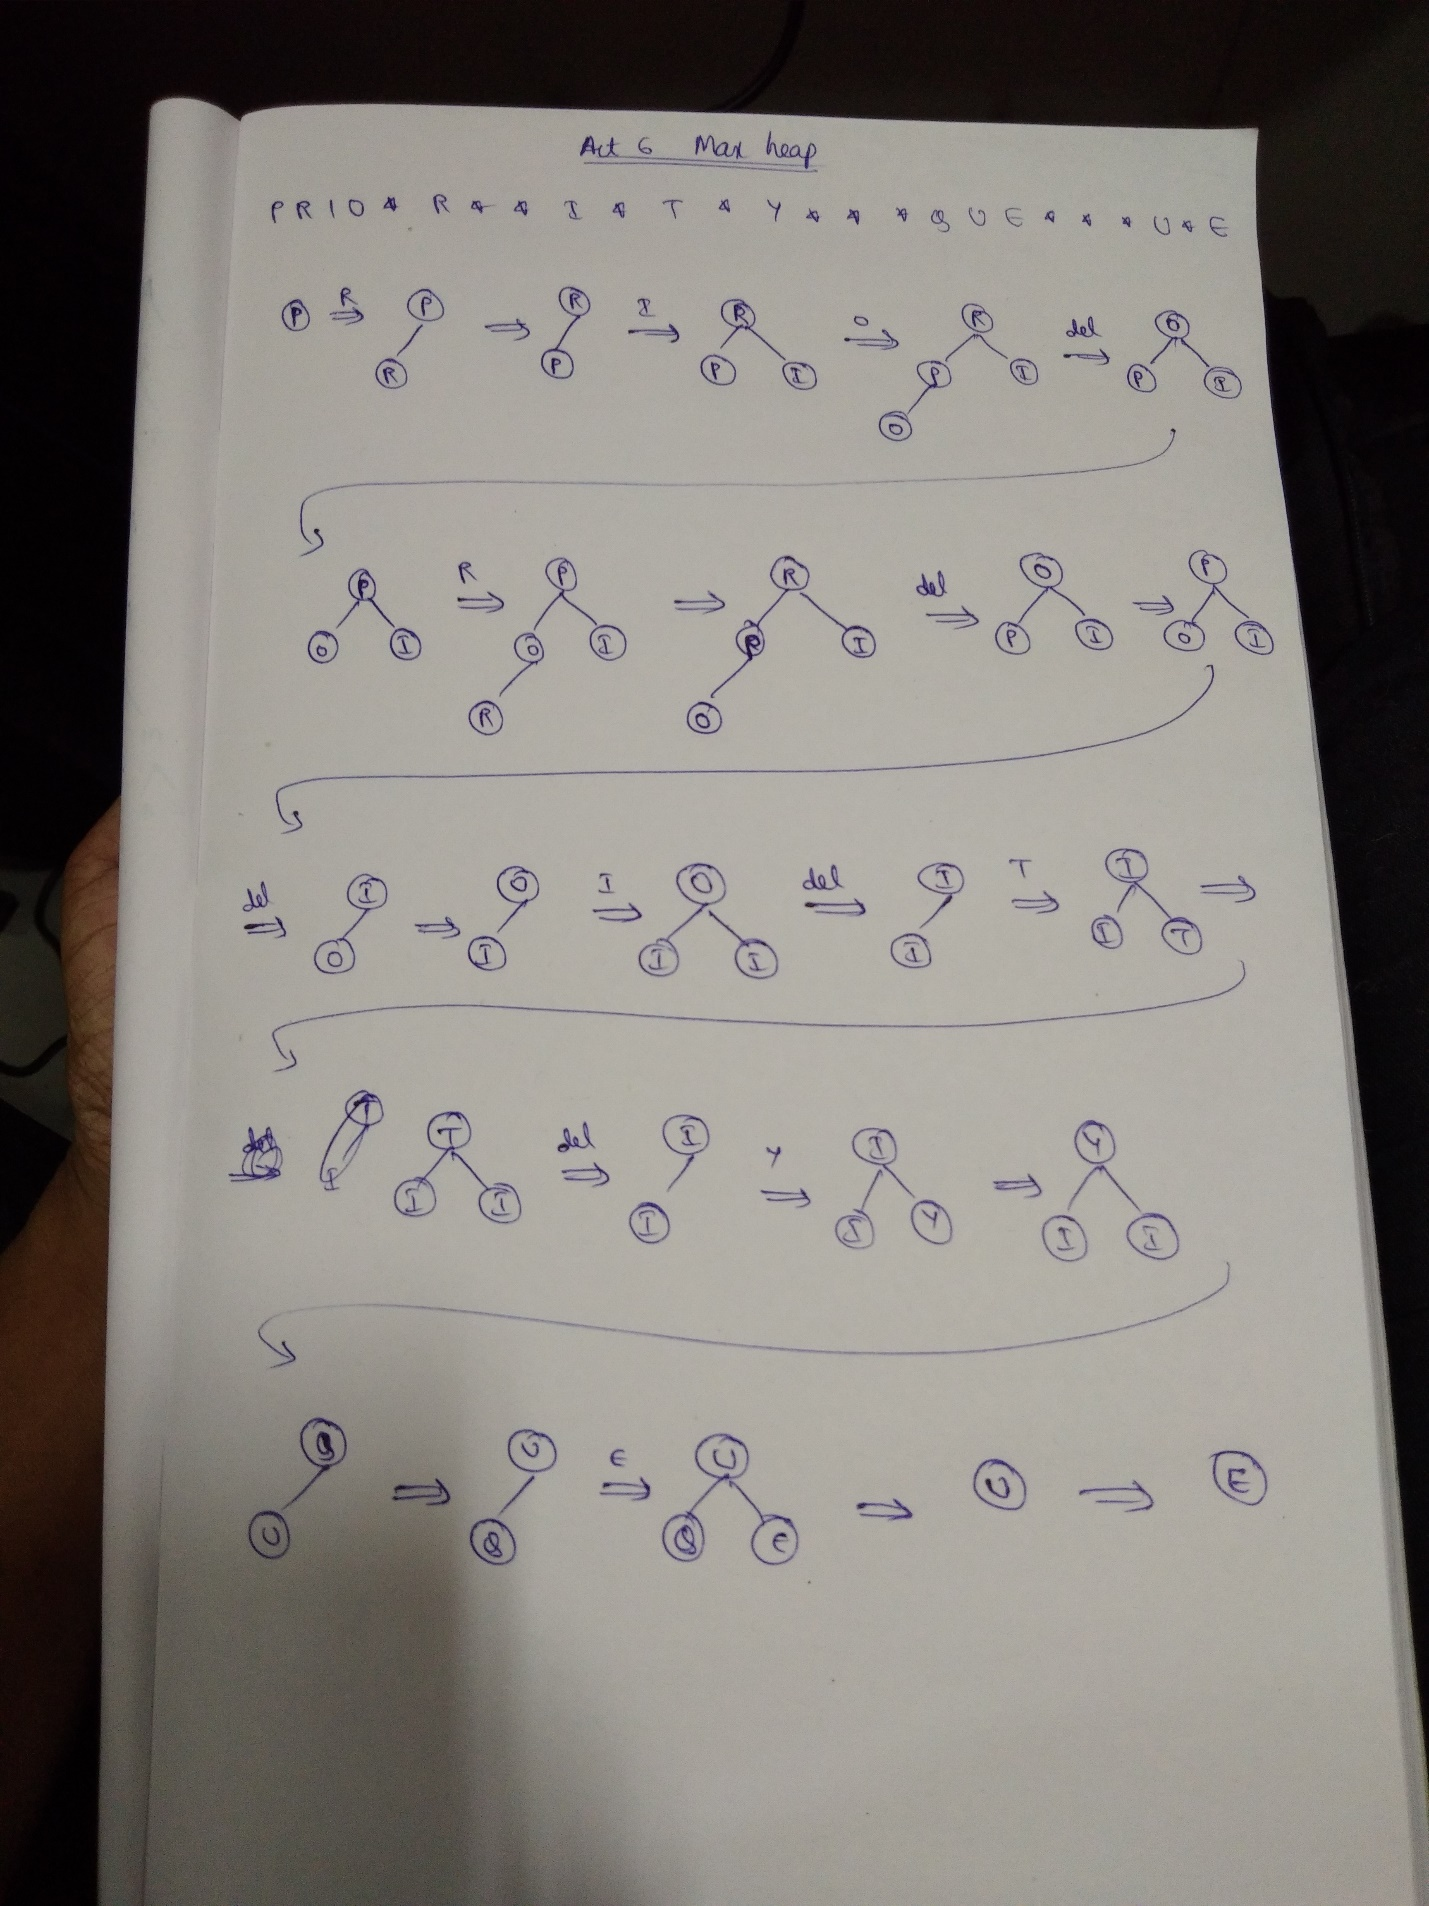 Act 6 Max heap
P R I O * R * * I * T * Y * * * Q U E * * * U * E
P R ⇒ P R ⇒ R P I ⇒ R P I O ⇒ R P I O del ⇒ O P I
P O I R ⇒ P O I R ⇒ R P I O del ⇒ O P I ⇒ P O I
del ⇒ I O ⇒ O I I ⇒ O I I del ⇒ I I T ⇒ I I T ⇒
T I I del ⇒ I I Y ⇒ I I Y ⇒ Y I I
Q U ⇒ U Q E ⇒ U Q E ⇒ U ⇒ E